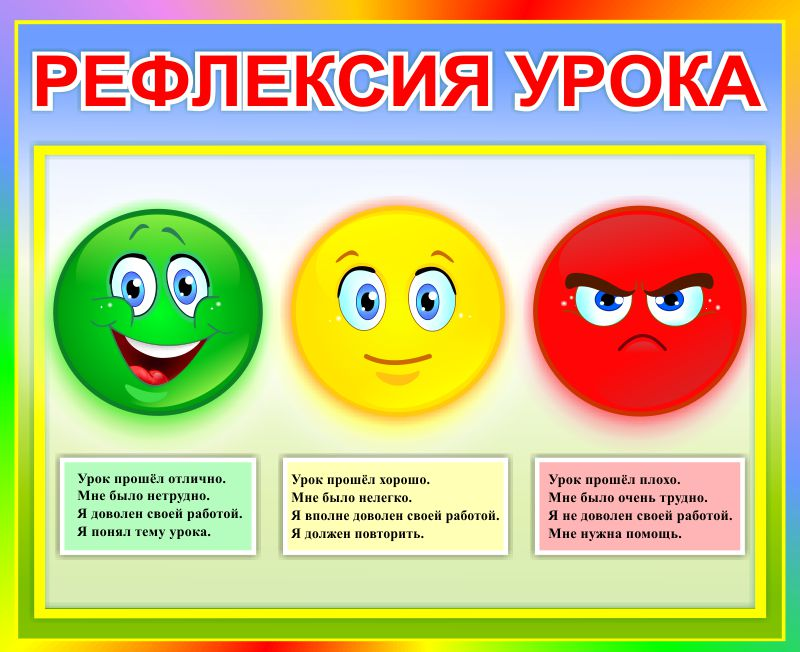 РЕФЛЕКСИЯ УРОКА
Урок прошёл отлично.
Мне было нетрудно.
Я доволен своей работой.
Я понял тему урока.
Урок прошёл хорошо.
Мне было нелегко.
Я вполне доволен своей работой.
Я должен повторить.
Урок прошёл плохо.
Мне было очень трудно.
Я не доволен своей работой.
Мне нужна помощь.